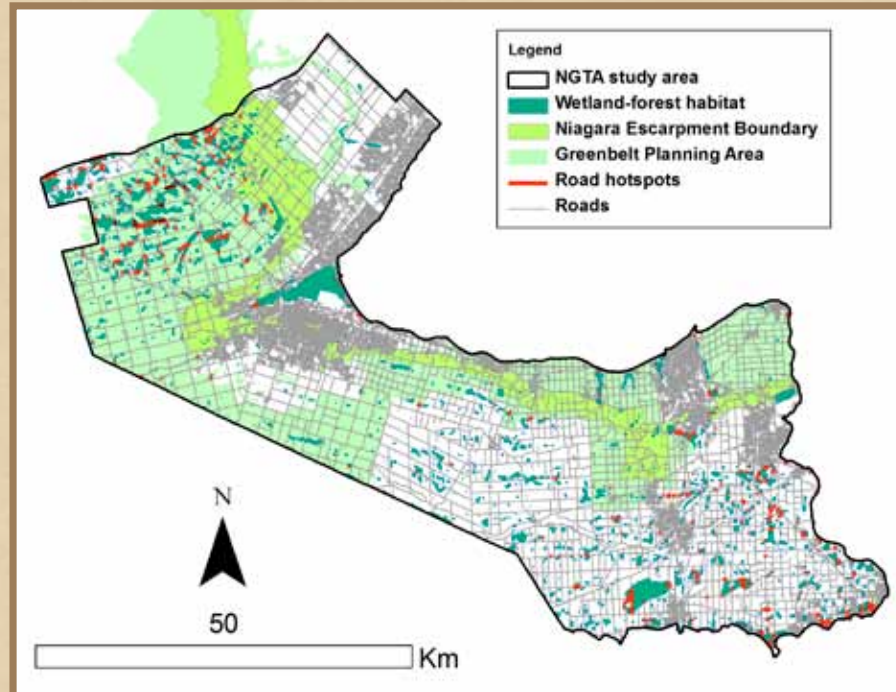 Legend
NGTA study area
Wetland-forest habitat
Niagara Escarpment Boundary
Greenbelt Planning Area
Road hotspots
Roads
N
50
Km